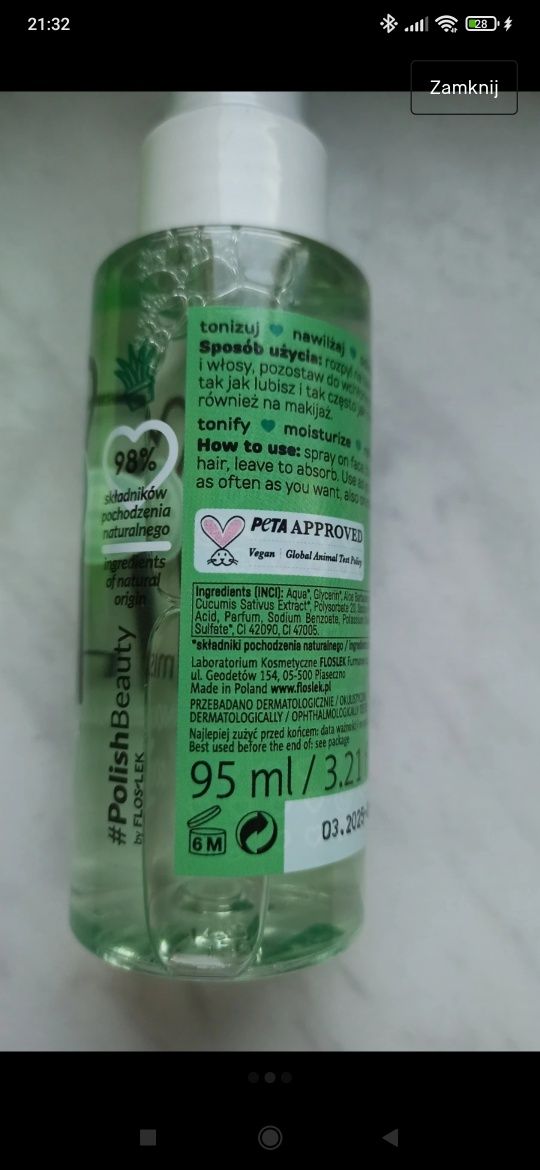 21:32
28
Zamknij
tonizuj nawilżaj
Sposób użycia: rozpyl
i włosy, pozostaw do
tak jak lubisz i tak często
również na makijaż.
tonify moisturize
How to use: spray on face
hair, leave to absorb. Use as
as often as you want, also
98%
składników
pochodzenia
naturalnego
ingredients
of natural
origin
#PolishBeauty
by FLOSLEK
PETA APPROVED
Vegan | Global Animal Test Policy
Ingredients (INCI): Aqua*, Glycerin*, Aloe
Cucumis Sativus Extract*, Polysorbate 20,
Acid, Parfum, Sodium Benzoate, Potassium
Sulfate*, CI 42090, CI 47005.
*składniki pochodzenia naturalnego /
Laboratorium Kosmetyczne FLOSLEK
ul. Geodetów 154, 05-500 Piaseczno
Made in Poland www.floslek.pl
PRZEBADANO DERMATOLOGICZNIE /
DERMATOLOGICALLY / OPHTHALMOLOGICALLY
Najlepiej zużyć przed końcem: data ważności
Best used before the end of: see package
95 ml / 3.21
6 M